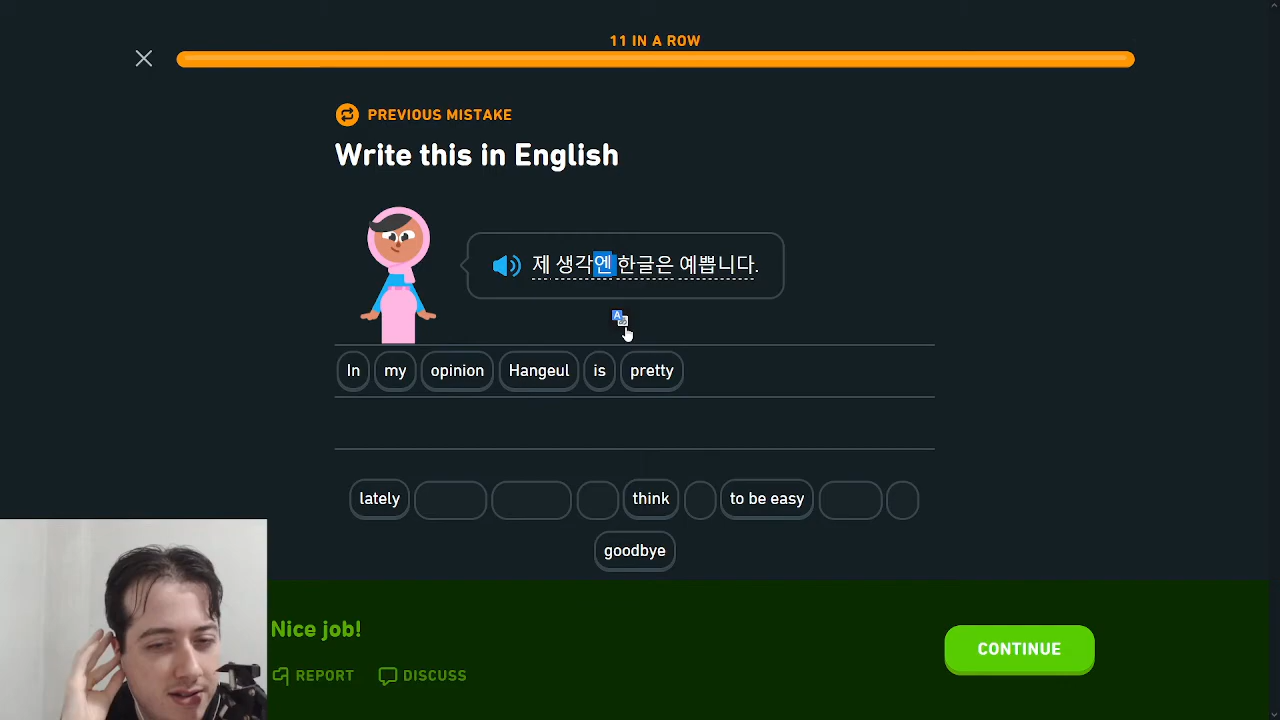 11 IN A ROW
PREVIOUS MISTAKE
Write this in English
제 생각엔 한글은 예쁩니다.
In my opinion Hangeul is pretty
lately think to be easy
goodbye
Nice job!
CONTINUE
REPORT DISCUSS